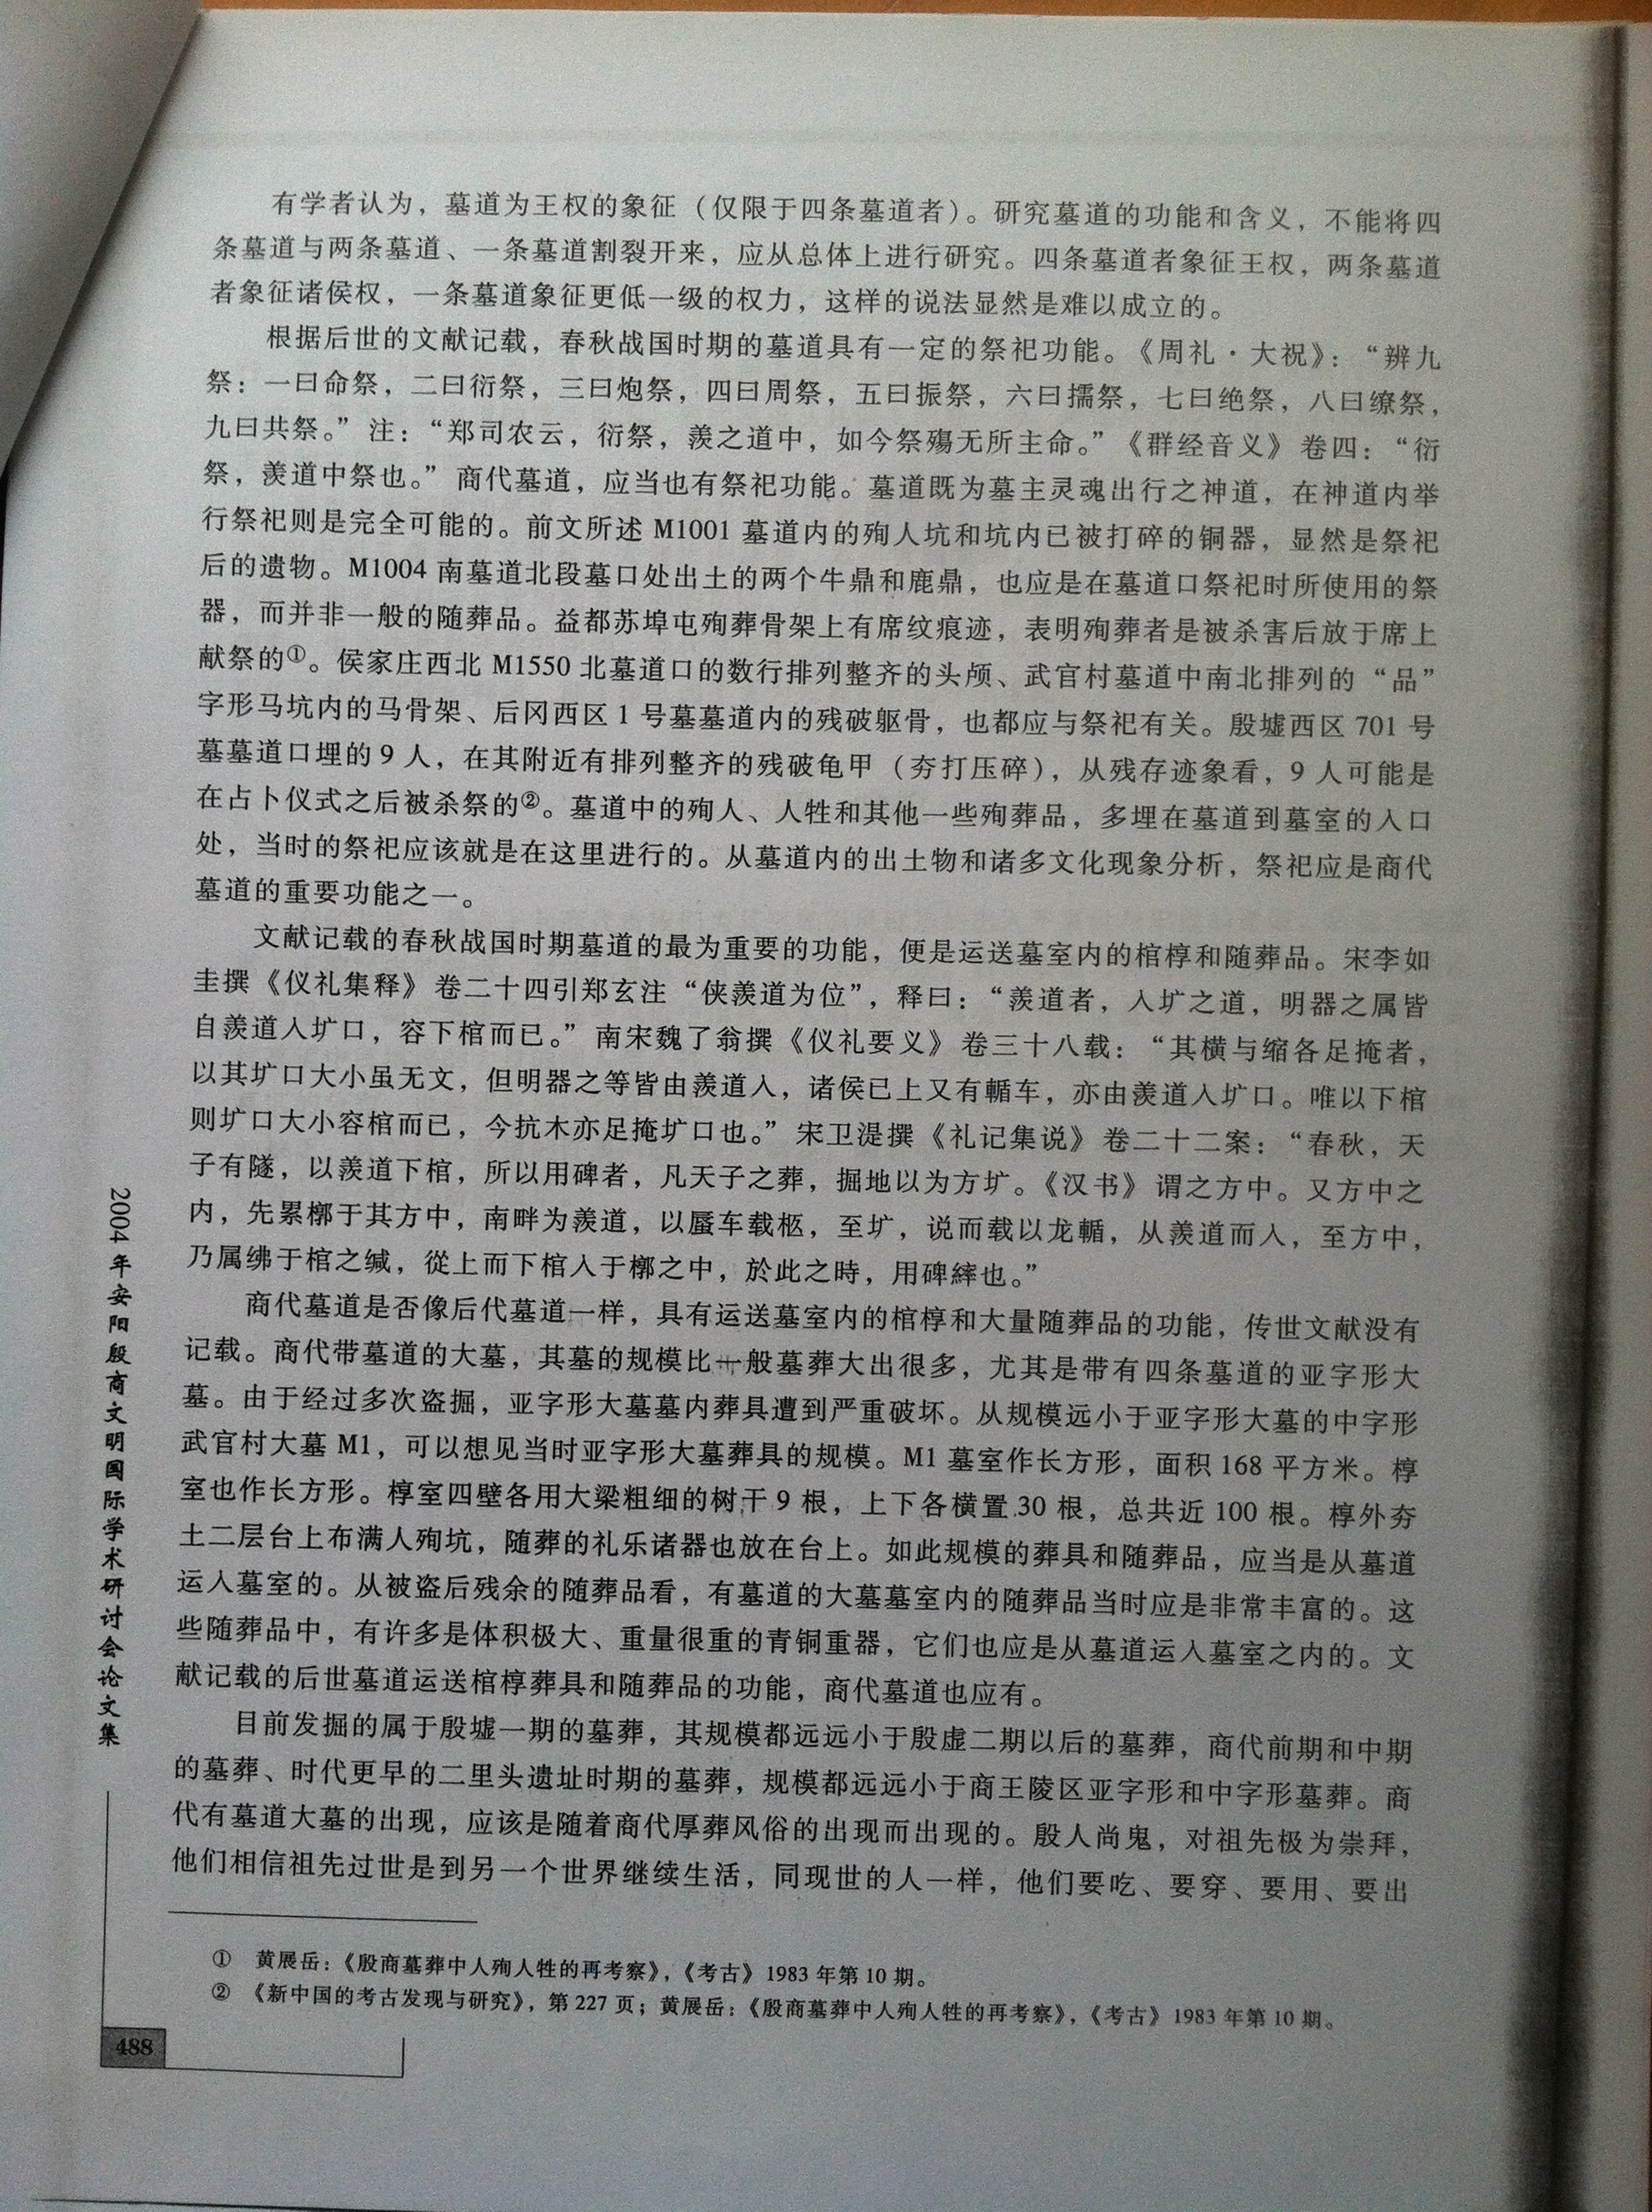 有学者认为，墓道为王权的象征（仅限于四条墓道者）。研究墓道的功能和含义，不能将四
条墓道与两条墓道、一条墓道割裂开来，应从总体上进行研究。四条墓道者象征王权，两条墓道
者象征诸侯权，一条墓道象征更低一级的权力，这样的说法显然是难以成立的。
根据后世的文献记载，春秋战国时期的墓道具有一定的祭祀功能。《周礼·大祝》：“辨九
祭：一曰命祭，二曰衍祭，三曰炮祭，四曰周祭，五曰振祭，六曰擩祭，七曰绝祭，八曰缭祭，
九曰共祭。”注：“郑司农云，衍祭，羡之道中，如今祭殇无所主命。”《群经音义》卷四：“衍
祭，羡道中祭也。”商代墓道，应当也有祭祀功能。墓道既为墓主灵魂出行之神道，在神道内举
行祭祀则是完全可能的。前文所述 M1001 墓道内的殉人坑和坑内已被打碎的铜器，显然是祭祀
后的遗物。M1004 南墓道北段墓口处出土的两个牛鼎和鹿鼎，也应是在墓道口祭祀时所使用的祭
器，而并非一般的随葬品。益都苏埠屯殉葬骨架上有席纹痕迹，表明殉葬者是被杀害后放于席上
献祭的①。侯家庄西北 M1550 北墓道口的数行排列整齐的头颅、武官村墓道中南北排列的“品”
字形马坑内的马骨架、后冈西区 1 号墓墓道内的残破躯骨，也都应与祭祀有关。殷墟西区 701 号
墓墓道口埋的 9 人，在其附近有排列整齐的残破龟甲（夯打压碎），从残存迹象看，9 人可能是
在占卜仪式之后被杀祭的②。墓道中的殉人、人牲和其他一些殉葬品，多埋在墓道到墓室的入口
处，当时的祭祀应该就是在这里进行的。从墓道内的出土物和诸多文化现象分析，祭祀应是商代
墓道的重要功能之一。
文献记载的春秋战国时期墓道的最为重要的功能，便是运送墓室内的棺椁和随葬品。宋李如
圭撰《仪礼集释》卷二十四引郑玄注“侠羡道为位”，释曰：“羡道者，入圹之道，明器之属皆
自羡道入圹口，容下棺而已。”南宋魏了翁撰《仪礼要义》卷三十八载：“其横与缩各足掩者，
以其圹口大小虽无文，但明器之等皆由羡道入，诸侯已上又有輴车，亦由羡道入圹口。唯以下棺
则圹口大小容棺而已，今抗木亦足掩圹口也。”宋卫湜撰《礼记集说》卷二十二案：“春秋，天
子有隧，以羡道下棺，所以用碑者，凡天子之葬，掘地以为方圹。《汉书》谓之方中。又方中之
内，先累槨于其方中，南畔为羡道，以蜃车载柩，至圹，说而载以龙輴，从羡道而入，至方中，
乃属绋于棺之缄，從上而下棺入于槨之中，於此之時，用碑繂也。”
商代墓道是否像后代墓道一样，具有运送墓室内的棺椁和大量随葬品的功能，传世文献没有
记载。商代带墓道的大墓，其墓的规模比一般墓葬大出很多，尤其是带有四条墓道的亚字形大
墓。由于经过多次盗掘，亚字形大墓墓内葬具遭到严重破坏。从规模远小于亚字形大墓的中字形
武官村大墓 M1，可以想见当时亚字形大墓葬具的规模。M1 墓室作长方形，面积 168 平方米。椁
室也作长方形。椁室四壁各用大梁粗细的树干 9 根，上下各横置 30 根，总共近 100 根。椁外夯
土二层台上布满人殉坑，随葬的礼乐诸器也放在台上。如此规模的葬具和随葬品，应当是从墓道
运入墓室的。从被盗后残余的随葬品看，有墓道的大墓墓室内的随葬品当时应是非常丰富的。这
些随葬品中，有许多是体积极大、重量很重的青铜重器，它们也应是从墓道运入墓室之内的。文
献记载的后世墓道运送棺椁葬具和随葬品的功能，商代墓道也应有。
目前发掘的属于殷墟一期的墓葬，其规模都远远小于殷虚二期以后的墓葬，商代前期和中期
的墓葬、时代更早的二里头遗址时期的墓葬，规模都远远小于商王陵区亚字形和中字形墓葬。商
代有墓道大墓的出现，应该是随着商代厚葬风俗的出现而出现的。殷人尚鬼，对祖先极为崇拜，
他们相信祖先过世是到另一个世界继续生活，同现世的人一样，他们要吃、要穿、要用、要出
① 黄展岳：《殷商墓葬中人殉人牲的再考察》，《考古》1983 年第 10 期。
② 《新中国的考古发现与研究》，第 227 页；黄展岳：《殷商墓葬中人殉人牲的再考察》，《考古》1983 年第 10 期。
2004 年安阳殷商文明国际学术研讨会论文集
488